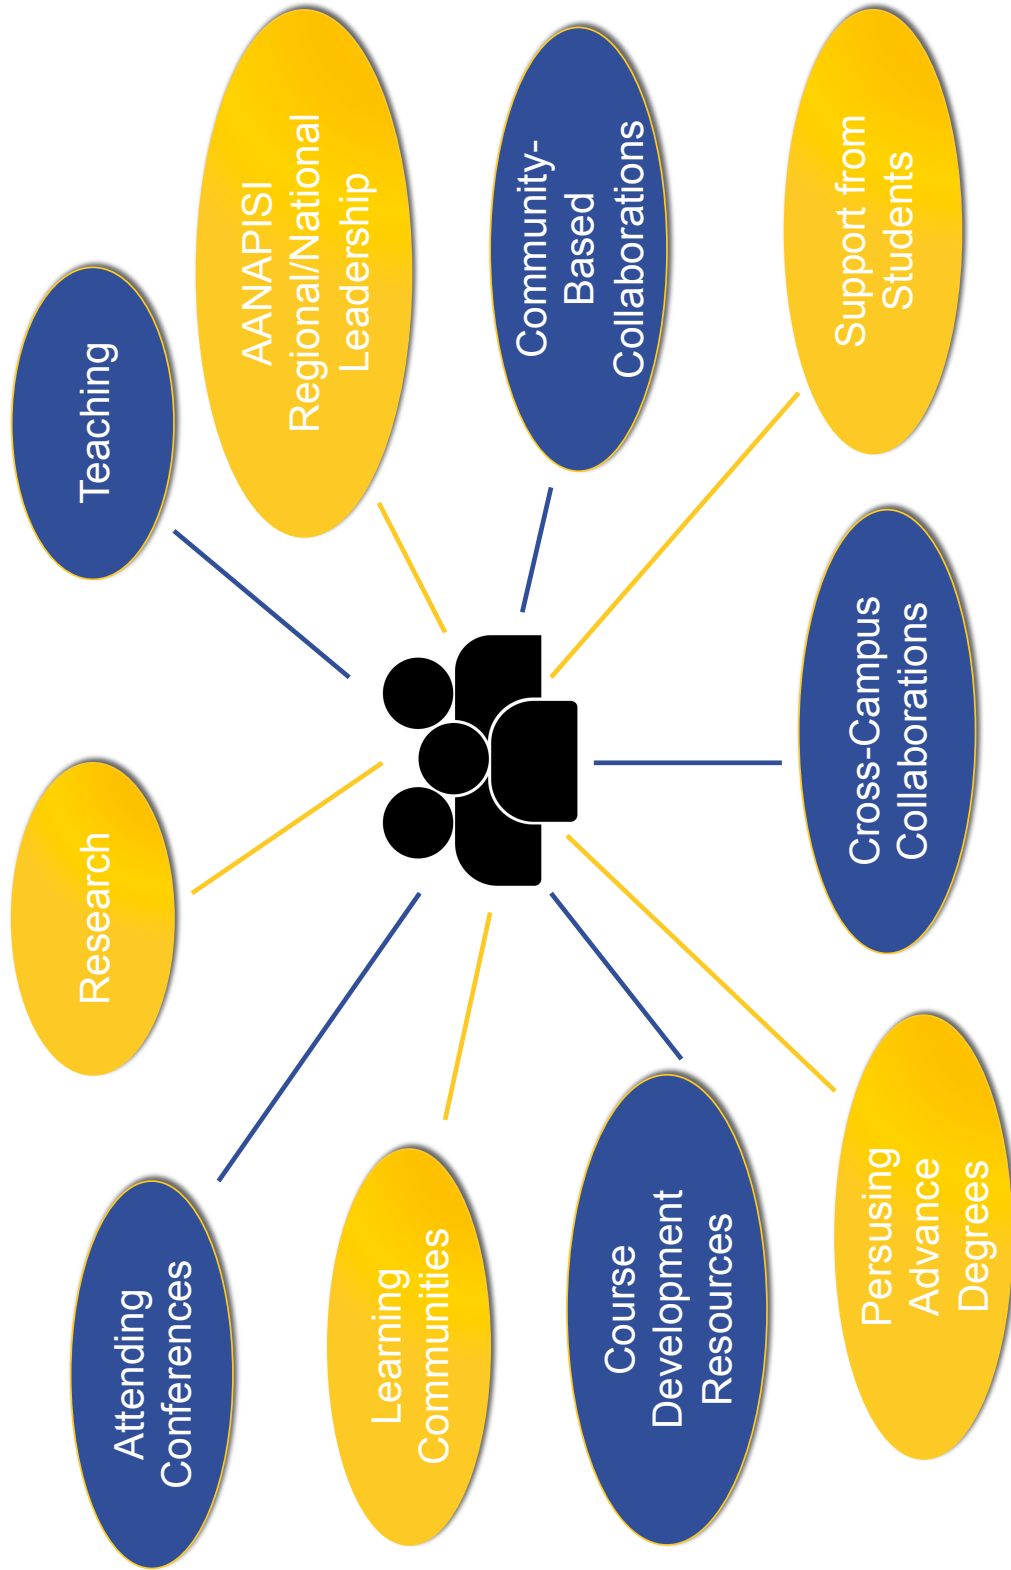 Attending
Conferences
Research
Teaching
Learning
Communities
AANAPISI
Regional/National
Leadership
Course
Development
Resources
Community-
Based
Collaborations
Persusing
Advance
Degrees
Cross-Campus
Collaborations
Support from
Students